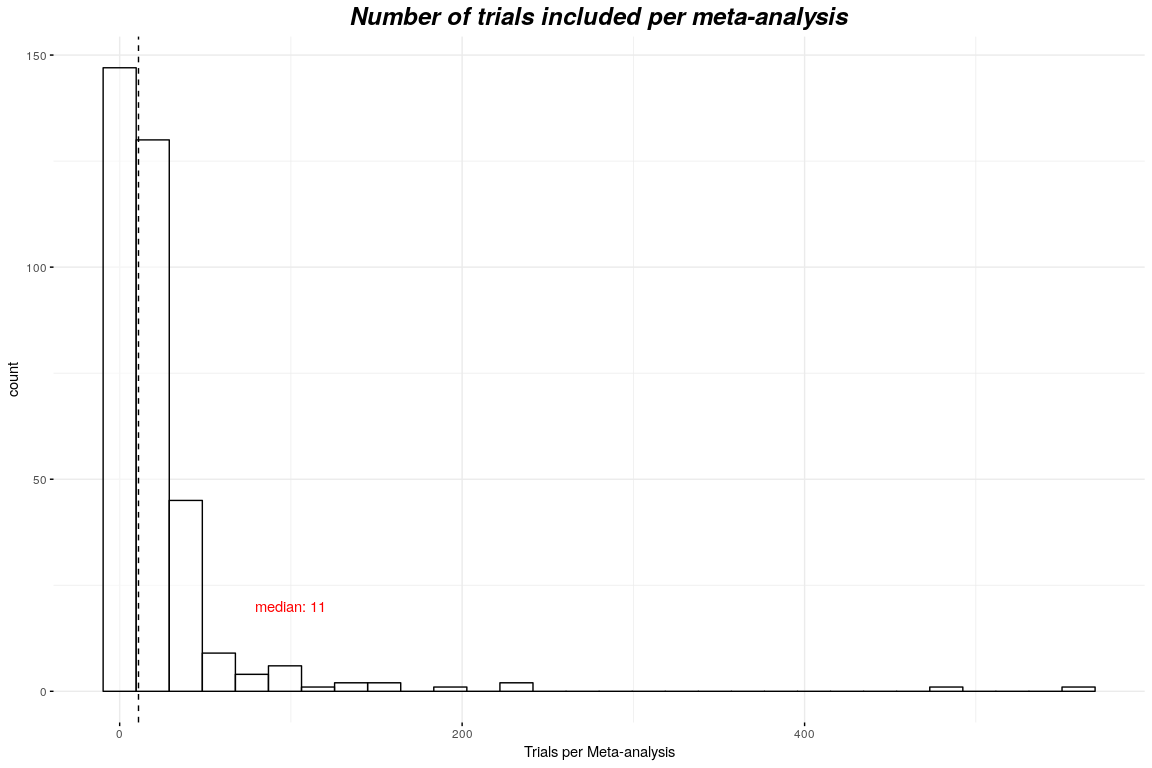 Number of trials included per meta-analysis
150
100
50
0
count
median: 11
0
200
400
Trials per Meta-analysis